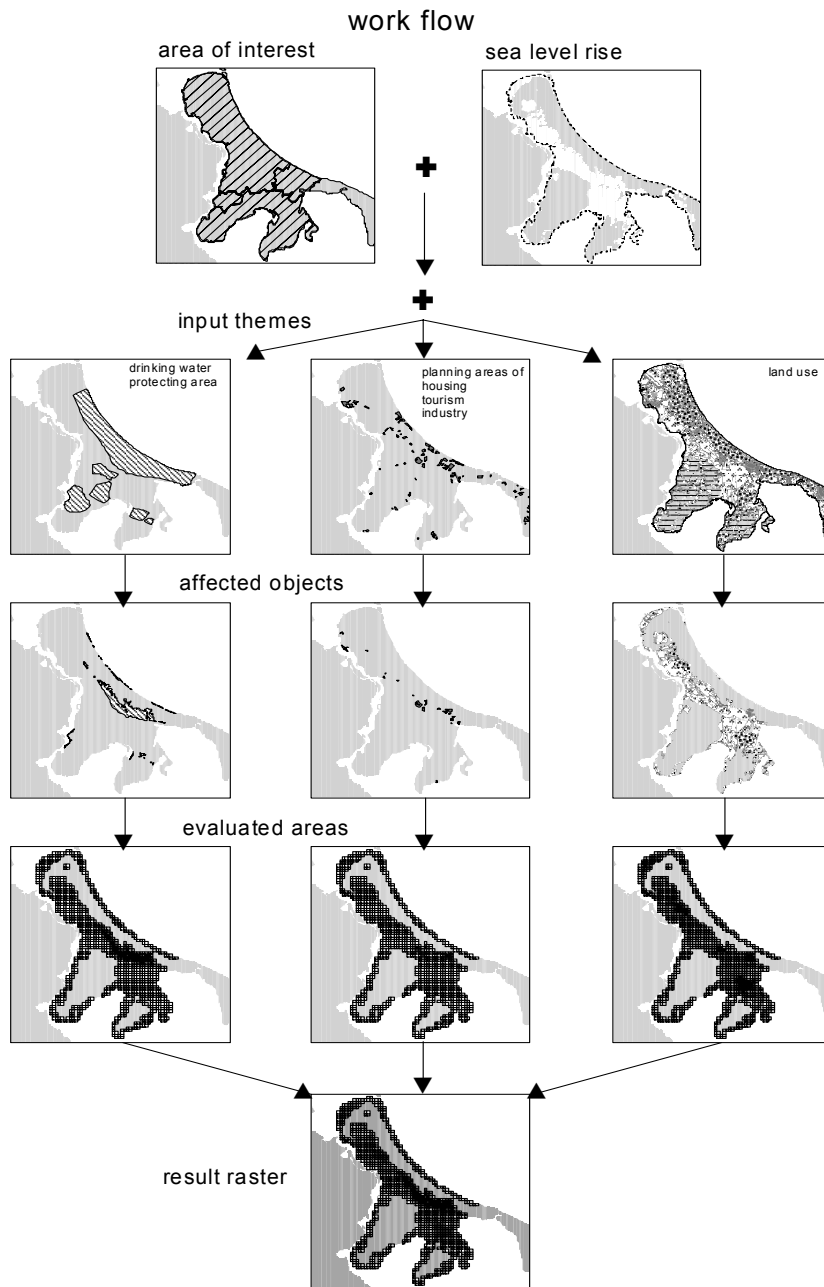 work flow
area of interest
sea level rise
input themes
drinking water
protecting area
planning areas of
housing
tourism
industry
land use
affected objects
evaluated areas
result raster